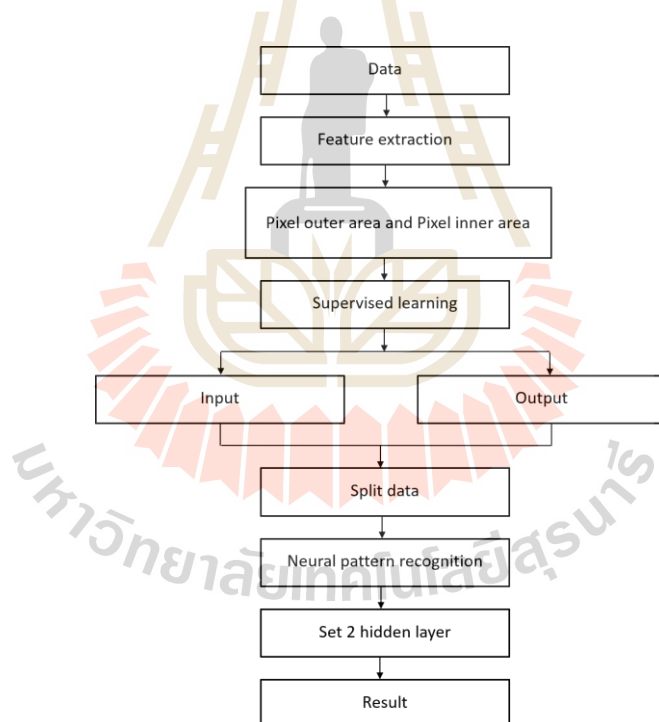 Data
Feature extraction
Pixel outer area and Pixel inner area
Supervised learning
Input
Output
Split data
Neural pattern recognition
Set 2 hidden layer
Result
มหาวิทยาลัยเทคโนโลยีสุรนารี